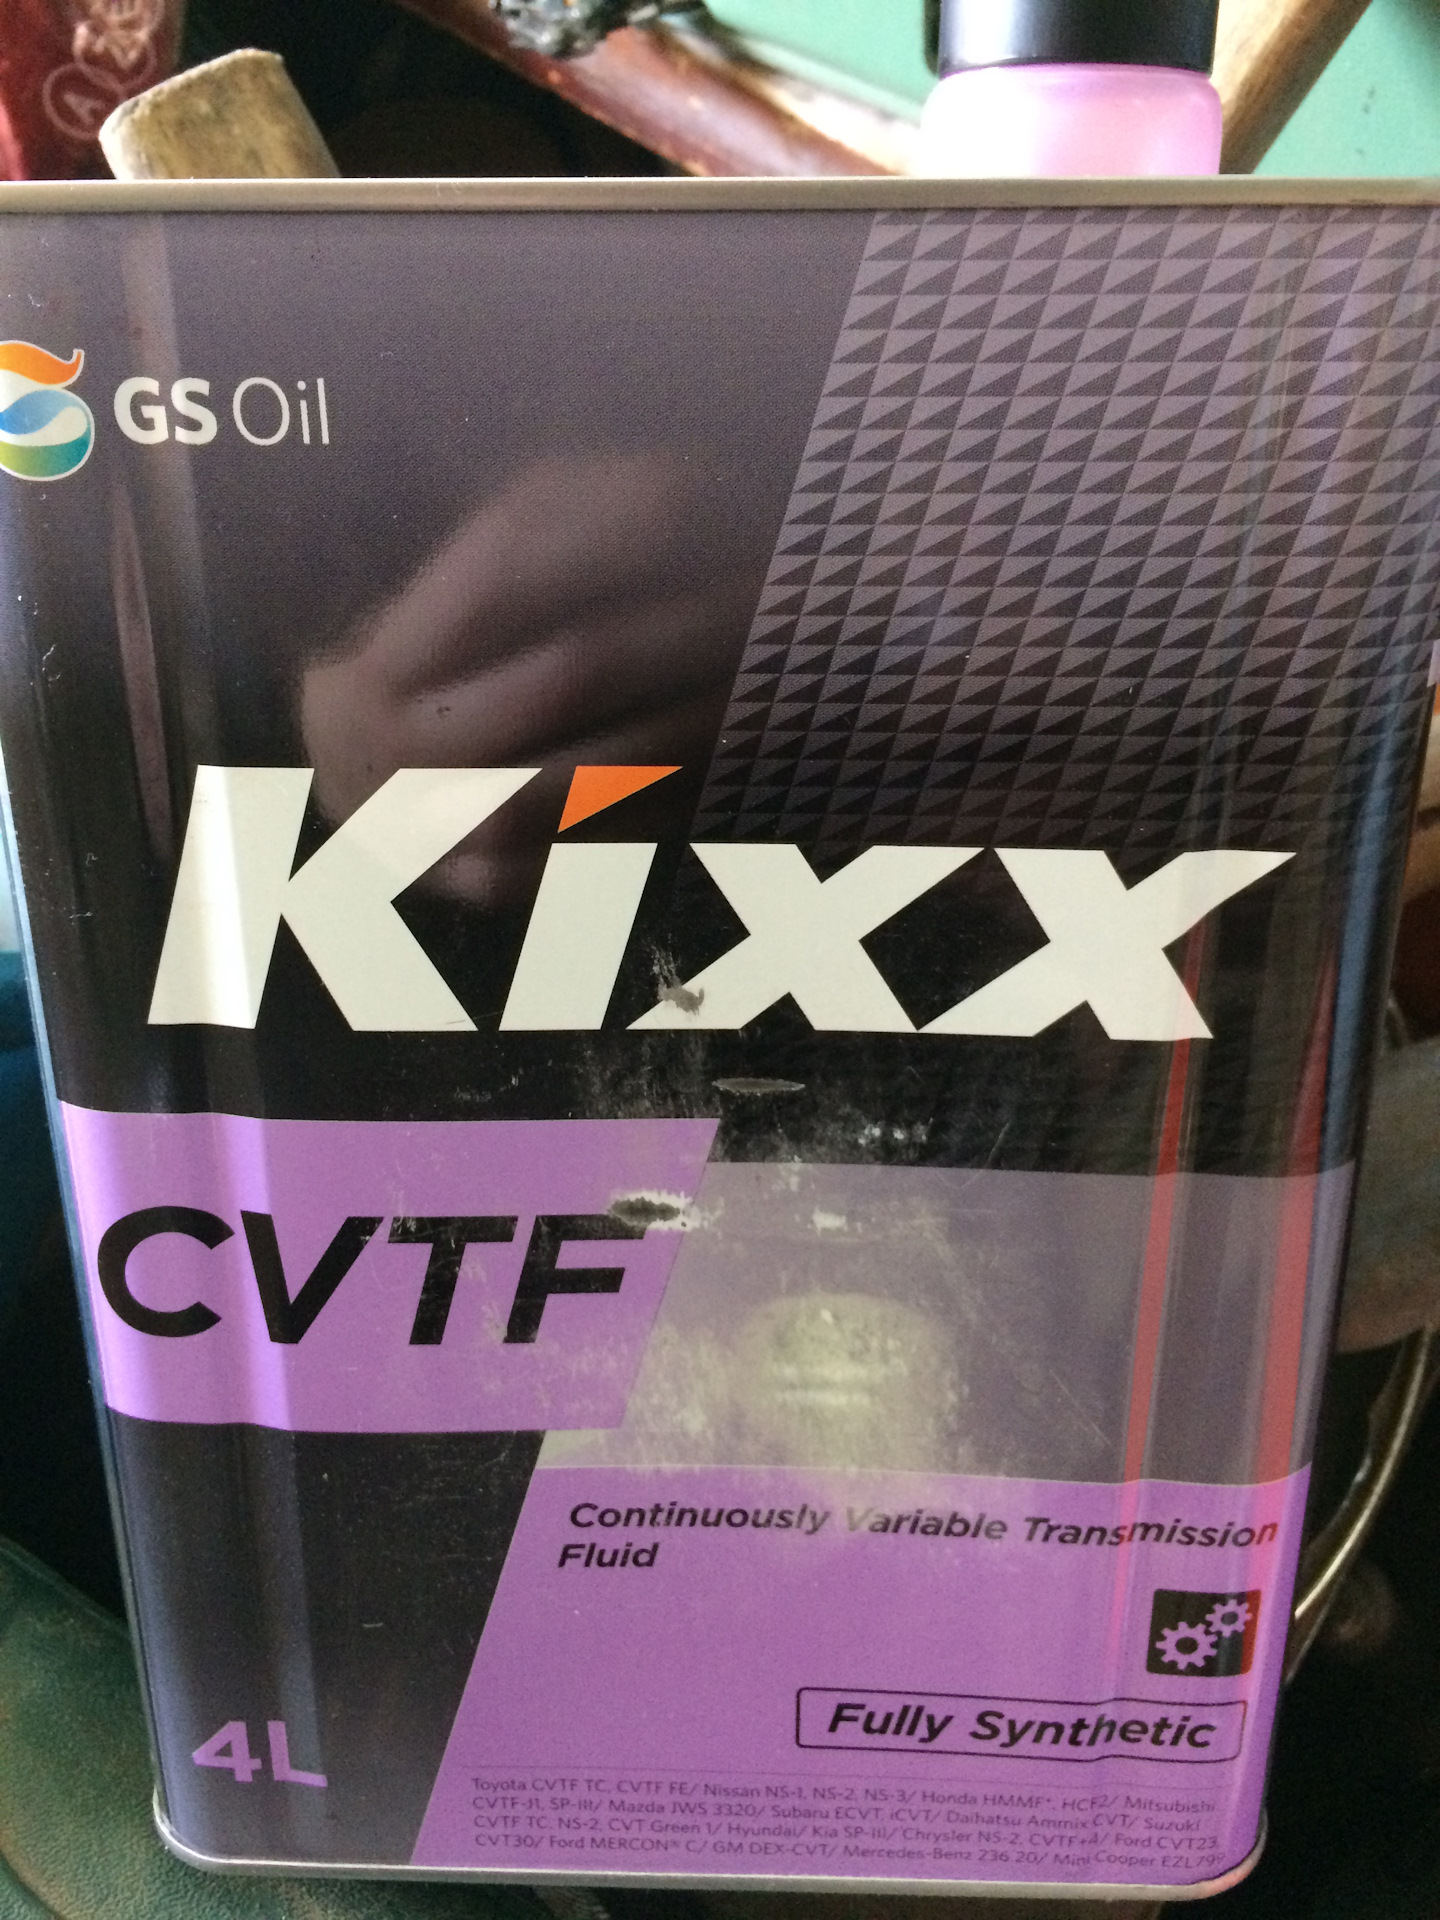 GS Oil
Kixx
CVTF
Continuously Variable Transmission
Fluid
Fully Synthetic
4L
Toyota CVTF TC, CVTF FE/ Nissan NS-1, NS-2, NS-3/ Honda HMMF*, HCF2/ Mitsubishi
CVTF-J1, SP-III/ Mazda JWS 3320/ Subaru ECVT, iCVT/ Daihatsu Ammix CVT/ Suzuki
CVTF TC, NS-2, CVT Green 1/ Hyundai/ Kia SP-III/ Chrysler NS-2, CVTF+4/ Ford CVT23,
CVT30/ Ford MERCON® C/ GM DEX-CVT/ Mercedes-Benz 236.20/ Mini Cooper EZL799